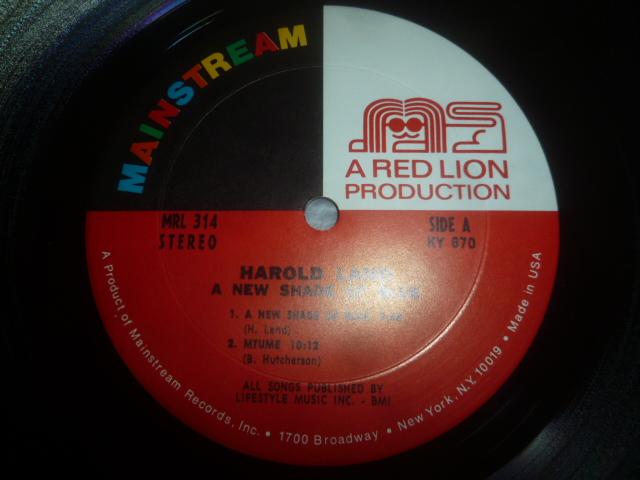 MAINSTREAM
A RED LION
PRODUCTION
MRL 314
STEREO
SIDE A
KY 670
HAROLD LAND
A NEW SHADE OF BLUE
1. A NEW SHADE OF BLUE
(H. Land)
2. MTUME 10:12
(B. Hutcherson)
ALL SONGS PUBLISHED BY
LIFESTYLE MUSIC INC. - BMI
A Product of Mainstream Records, Inc. • 1700 Broadway • New York, N.Y. 10019 • Made in USA